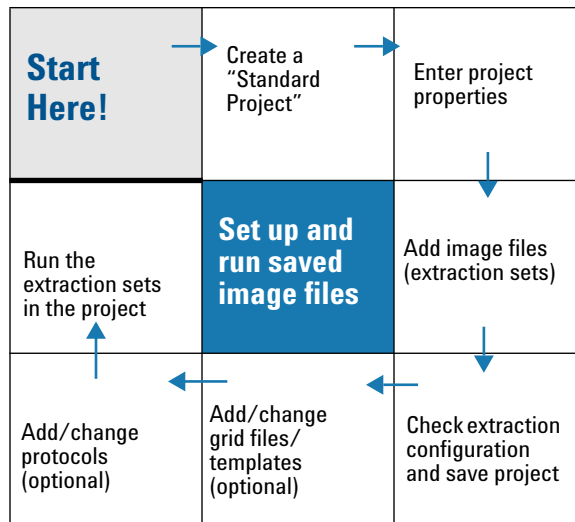 Start
Here!
Create a
“Standard
Project”
Enter project
properties
Run the
extraction sets
in the project
Set up and
run saved
image files
Add image files
(extraction sets)
Add/change
protocols
(optional)
Add/change
grid files/
templates
(optional)
Check extraction
configuration
and save project